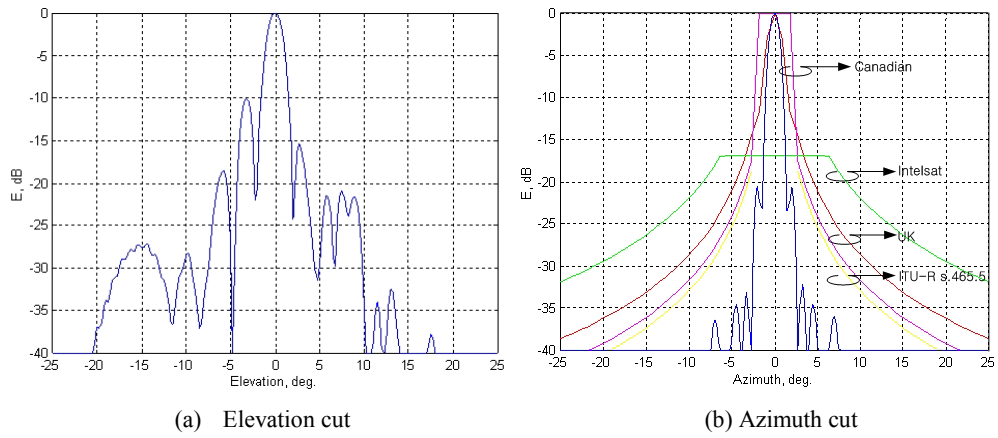 0
-5
-10
-15
-20
-25
-30
-35
-40
-25 -20 -15 -10 -5 0 5 10 15 20 25
E, dB
Elevation, deg.
(a) Elevation cut
0
-5
-10
-15
-20
-25
-30
-35
-40
-25 -20 -15 -10 -5 0 5 10 15 20 25
E, dB
Azimuth, deg.
Canadian
Intelsat
UK
ITU-R s.465.5
(b) Azimuth cut